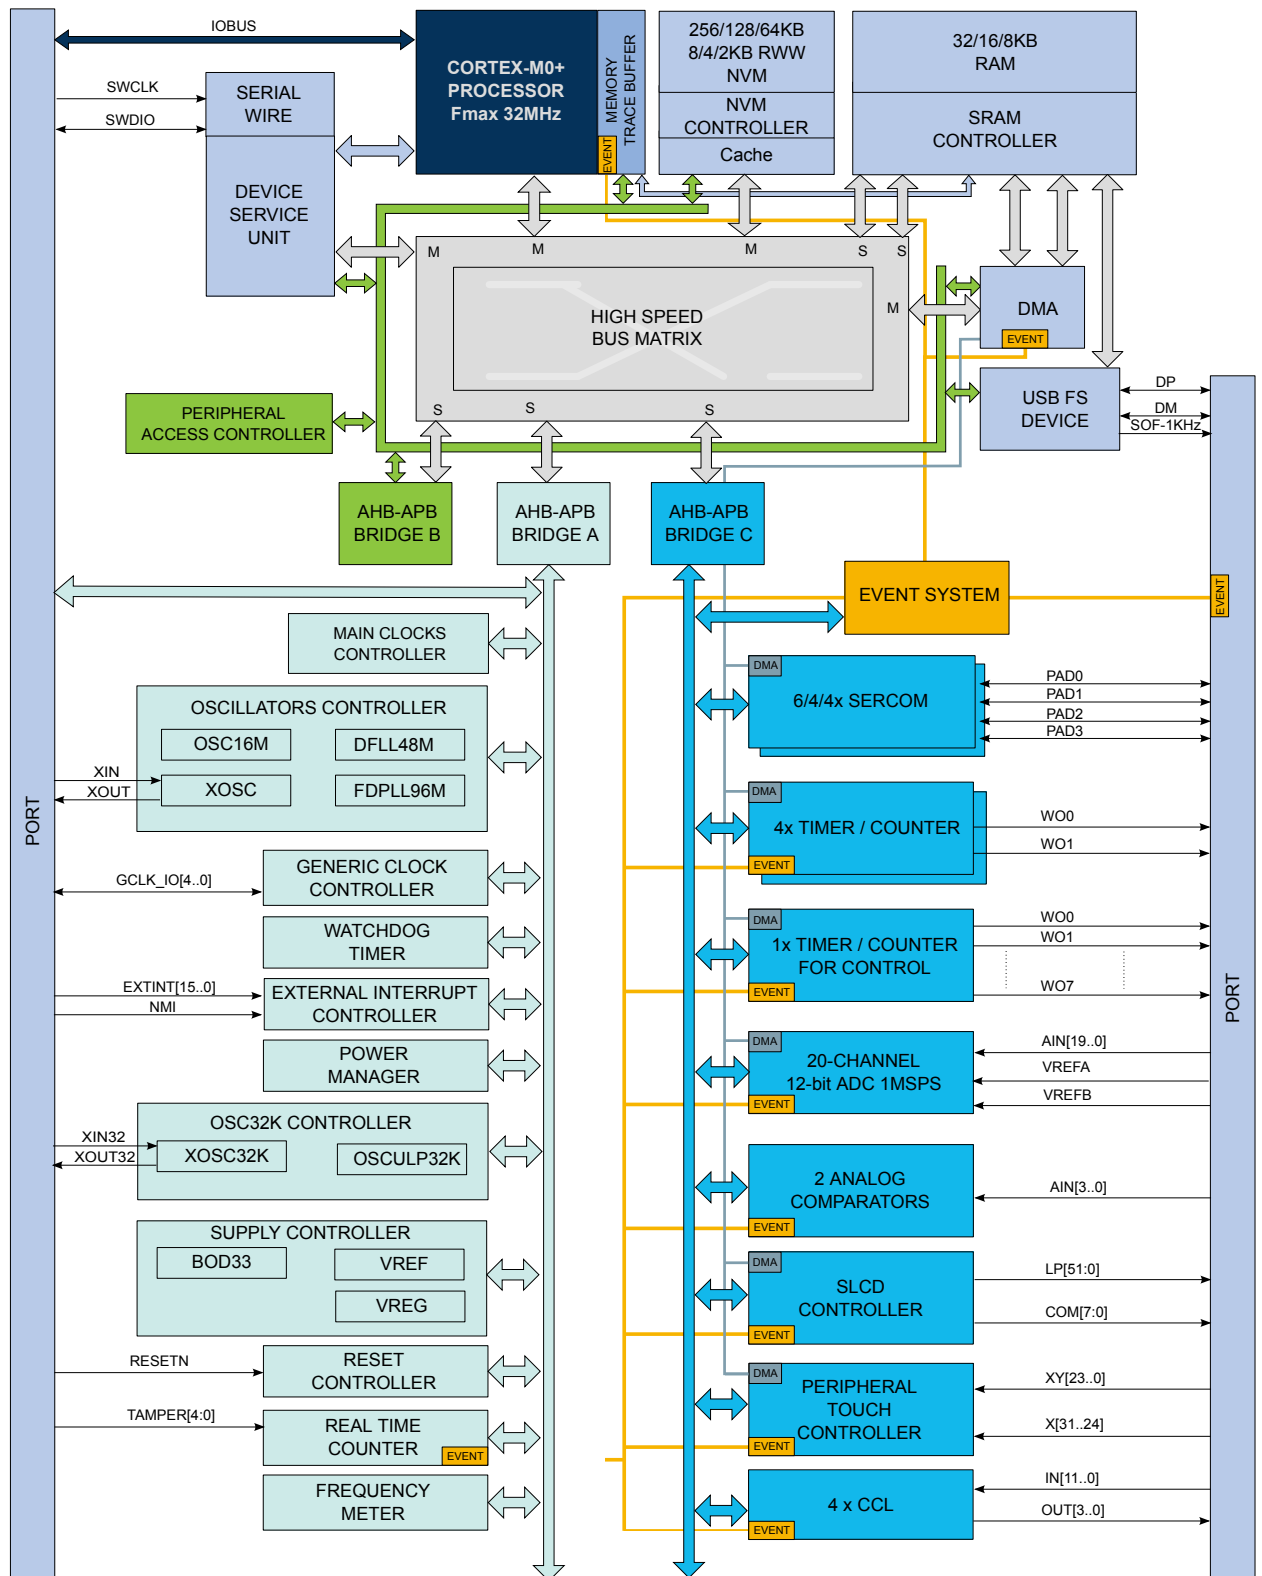 IOBUS
SWCLK
SWDIO
SERIAL
WIRE
DEVICE
SERVICE
UNIT
CORTEX-M0+
PROCESSOR
Fmax 32MHz
EVENT
MEMORY
TRACE BUFFER
256/128/64KB
8/4/2KB RWW
NVM
NVM
CONTROLLER
Cache
32/16/8KB
RAM
SRAM
CONTROLLER
M
M
M
S
S
M
HIGH SPEED
BUS MATRIX
S
S
S
DMA
EVENT
USB FS
DEVICE
DP
DM
SOF-1KHz
PERIPHERAL
ACCESS CONTROLLER
AHB-APB
BRIDGE B
AHB-APB
BRIDGE A
AHB-APB
BRIDGE C
EVENT SYSTEM
EVENT
PORT
PORT
MAIN CLOCKS
CONTROLLER
OSCILLATORS CONTROLLER
OSC16M
DFLL48M
XOSC
FDPLL96M
XIN
XOUT
GENERIC CLOCK
CONTROLLER
GCLK_IO[4..0]
WATCHDOG
TIMER
EXTERNAL INTERRUPT
CONTROLLER
EXTINT[15..0]
NMI
POWER
MANAGER
OSC32K CONTROLLER
XOSC32K
OSCULP32K
XIN32
XOUT32
SUPPLY CONTROLLER
BOD33
VREF
VREG
RESETN
RESET
CONTROLLER
TAMPER[4:0]
REAL TIME
COUNTER
EVENT
FREQUENCY
METER
DMA
6/4/4x SERCOM
PAD0
PAD1
PAD2
PAD3
DMA
4x TIMER / COUNTER
EVENT
WO0
WO1
DMA
1x TIMER / COUNTER
FOR CONTROL
EVENT
WO0
WO1
WO7
DMA
20-CHANNEL
12-bit ADC 1MSPS
EVENT
AIN[19..0]
VREFA
VREFB
2 ANALOG
COMPARATORS
EVENT
AIN[3..0]
DMA
SLCD
CONTROLLER
EVENT
LP[51:0]
COM[7:0]
DMA
PERIPHERAL
TOUCH
CONTROLLER
EVENT
XY[23..0]
X[31..24]
4 x CCL
EVENT
IN[11..0]
OUT[3..0]